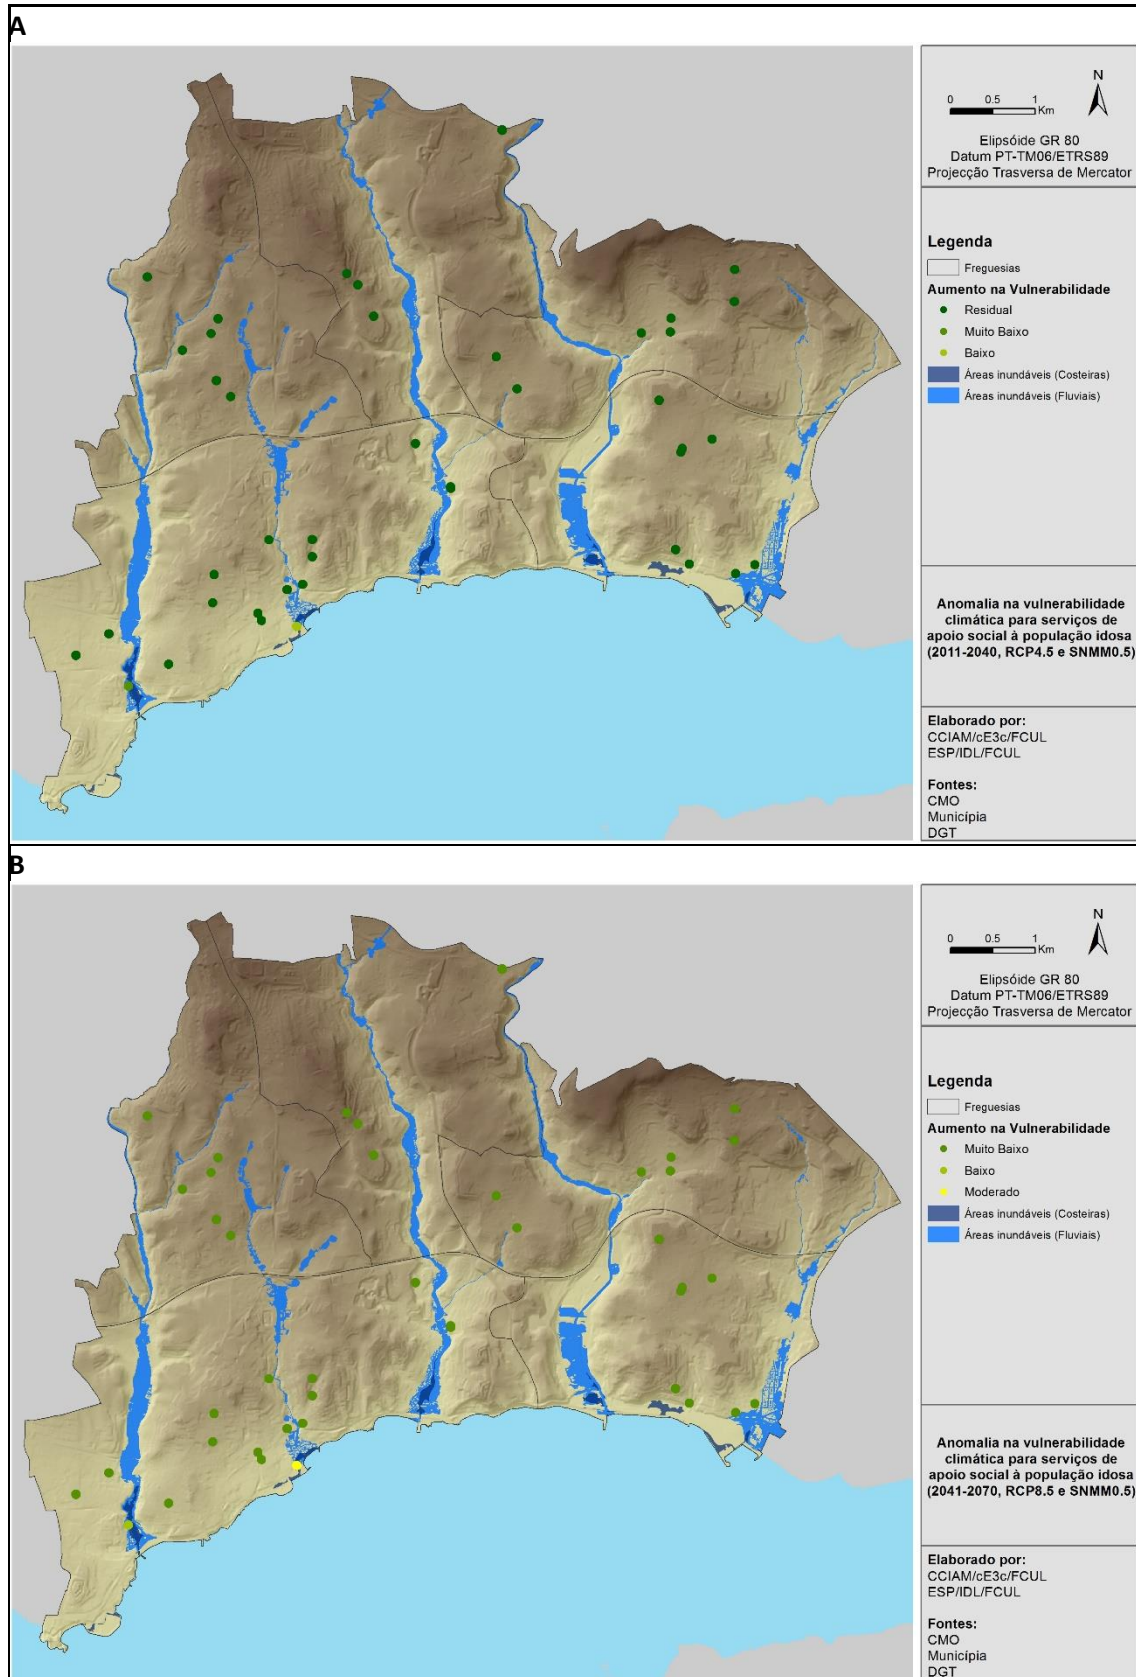 A
N
0 0.5 1
Km
Elipsóide GR 80
Datum PT-TM06/ETRS89
Projecção Trasversa de Mercator
Legenda
Freguesias
Aumento na Vulnerabilidade
Residual
Muito Baixo
Baixo
Áreas inundáveis (Costeiras)
Áreas inundáveis (Fluviais)
Anomalia na vulnerabilidade
climática para serviços de
apoio social à população idosa
(2011-2040, RCP4.5 e SNMM0.5)
Elaborado por:
CCIAM/cE3c/FCUL
ESP/IDL/FCUL
Fontes:
CMO
Municípia
DGT
B
N
0 0.5 1
Km
Elipsóide GR 80
Datum PT-TM06/ETRS89
Projecção Trasversa de Mercator
Legenda
Freguesias
Aumento na Vulnerabilidade
Muito Baixo
Baixo
Moderado
Áreas inundáveis (Costeiras)
Áreas inundáveis (Fluviais)
Anomalia na vulnerabilidade
climática para serviços de
apoio social à população idosa
(2041-2070, RCP8.5 e SNMM0.5)
Elaborado por:
CCIAM/cE3c/FCUL
ESP/IDL/FCUL
Fontes:
CMO
Municípia
DGT